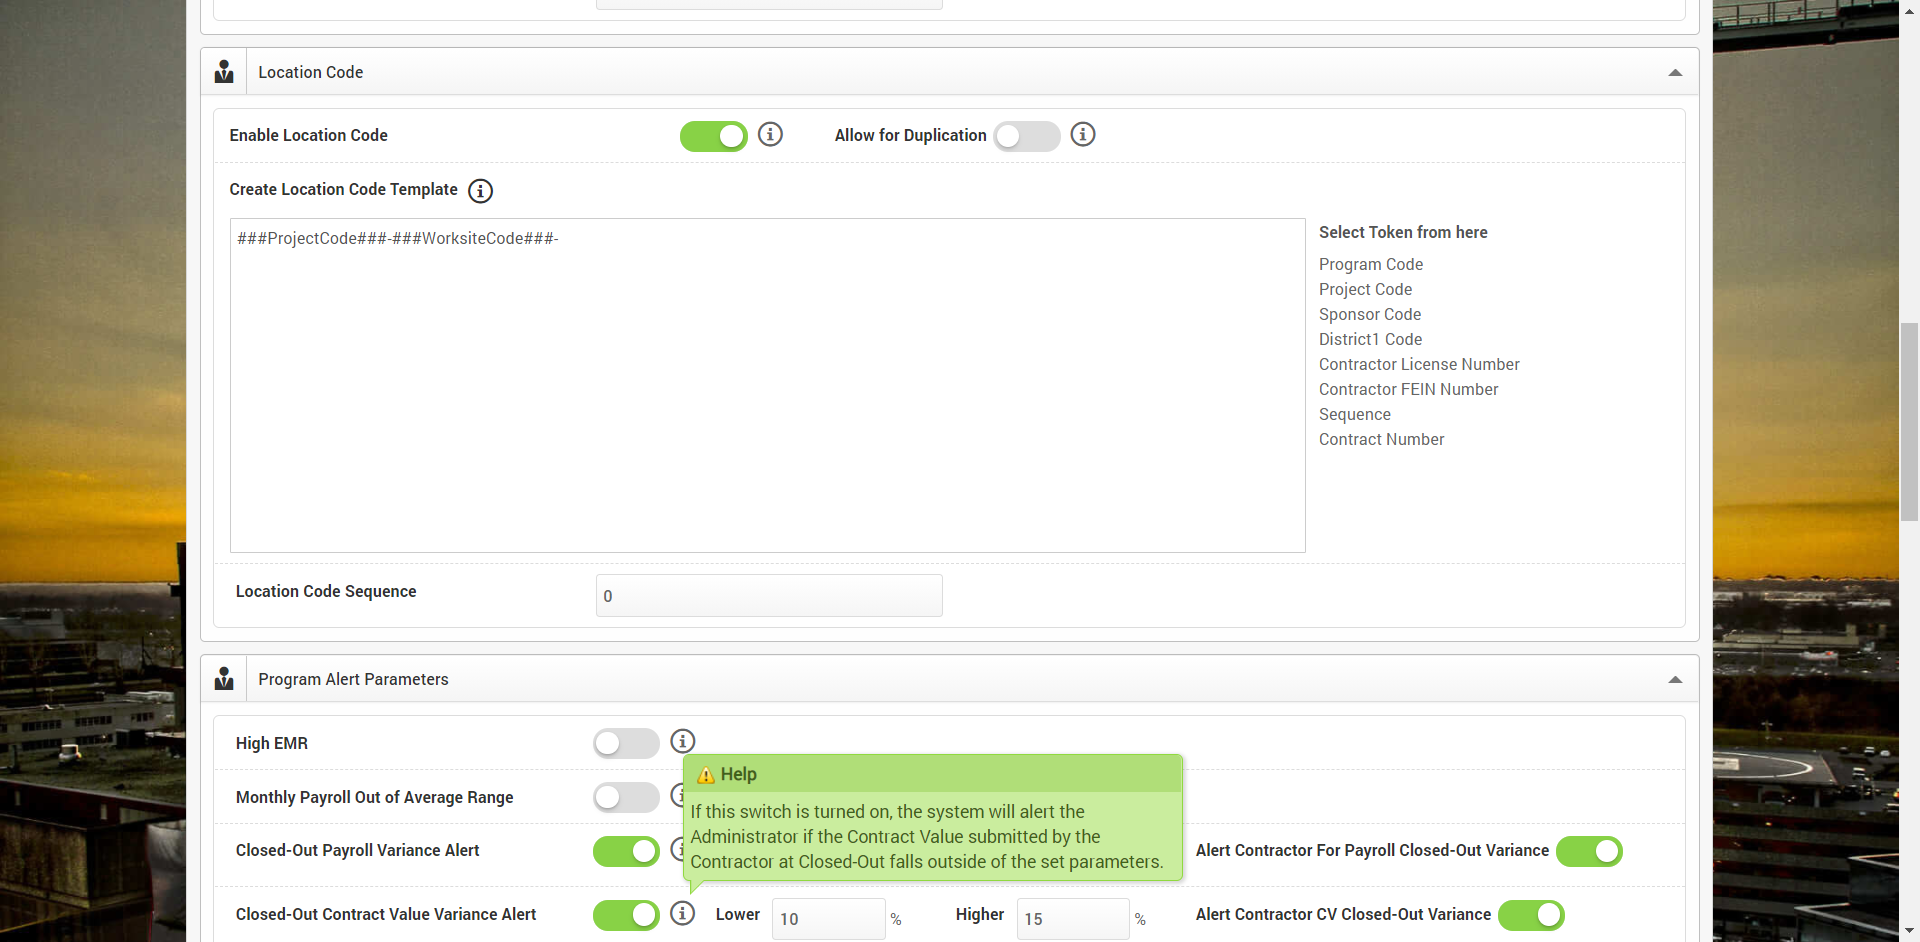 Location Code
Enable Location Code
Allow for Duplication
Create Location Code Template
###ProjectCode###-###WorksiteCode###-
Select Token from here
Program Code
Project Code
Sponsor Code
District1 Code
Contractor License Number
Contractor FEIN Number
Sequence
Contract Number
Location Code Sequence
0
Program Alert Parameters
High EMR
Help
Monthly Payroll Out of Average Range
If this switch is turned on, the system will alert the
Administrator if the Contract Value submitted by the
Contractor at Closed-Out falls outside of the set parameters.
Closed-Out Payroll Variance Alert
Alert Contractor For Payroll Closed-Out Variance
Closed-Out Contract Value Variance Alert
Lower
10
%
Higher
15
%
Alert Contractor CV Closed-Out Variance